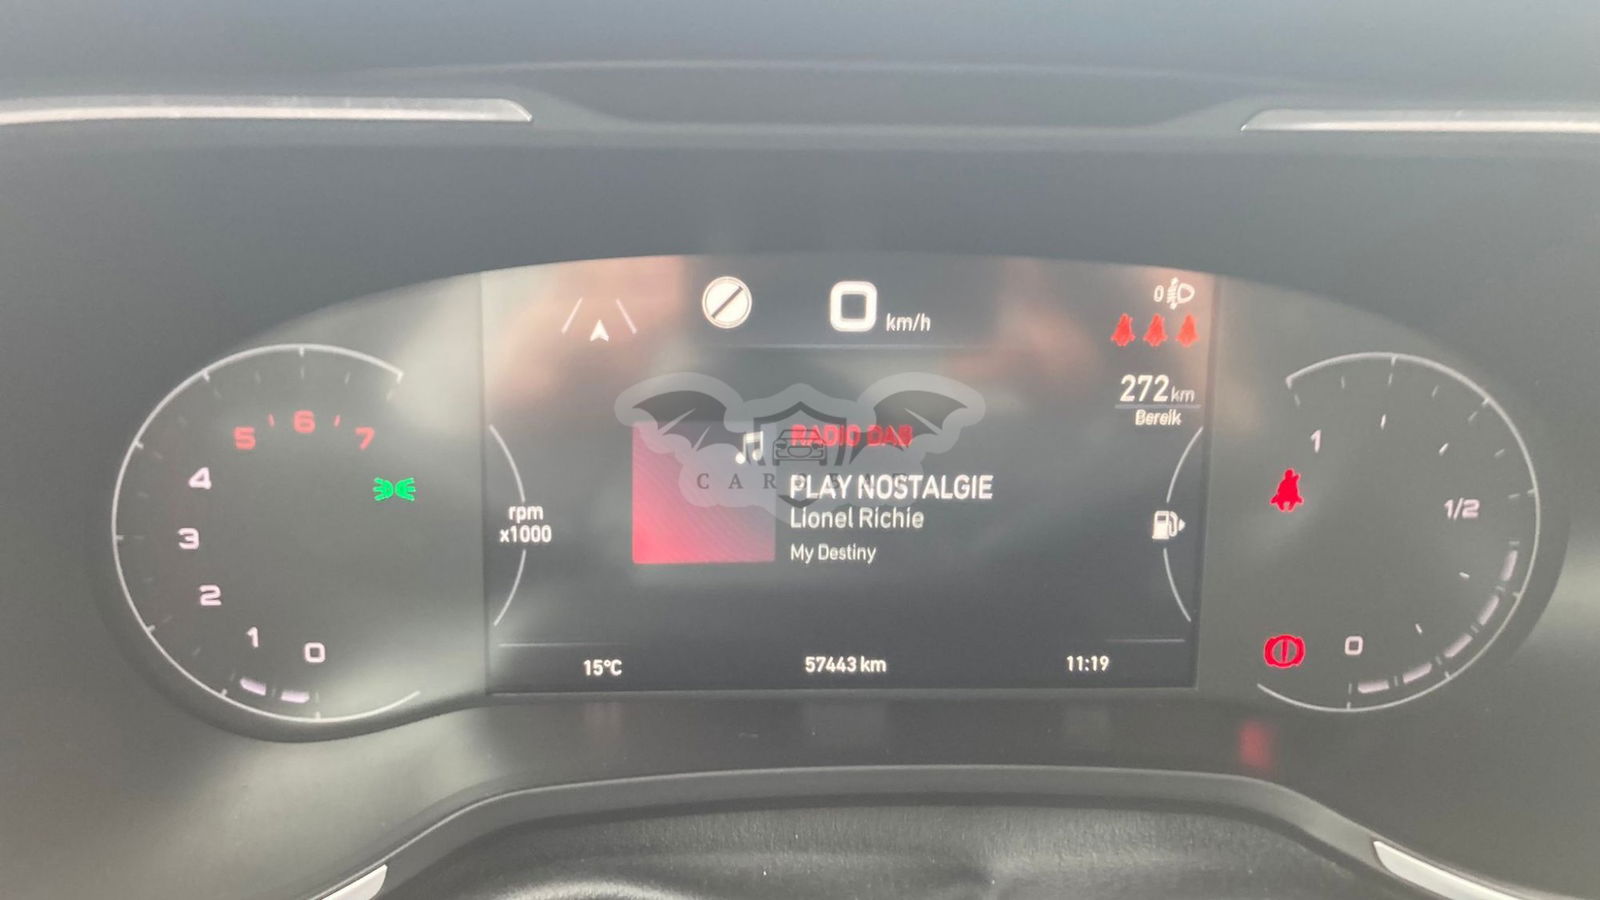 0 km/h
0
272 km
Bereik
RADIO DAB
PLAY NOSTALGIE
Lionel Richie
My Destiny
rpm
x1000
15°C
57443 km
11:19
0
1
2
3
4
5
6
7
1
1/2
0